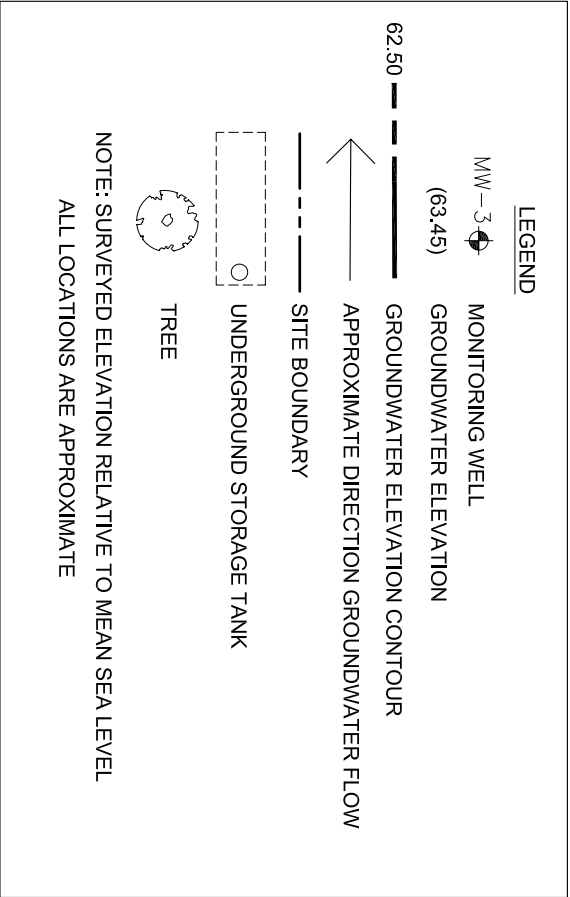 LEGEND
MW-3 MONITORING WELL
(63.45) GROUNDWATER ELEVATION
62.50 GROUNDWATER ELEVATION CONTOUR
APPROXIMATE DIRECTION GROUNDWATER FLOW
SITE BOUNDARY
UNDERGROUND STORAGE TANK
TREE
NOTE: SURVEYED ELEVATION RELATIVE TO MEAN SEA LEVEL
ALL LOCATIONS ARE APPROXIMATE